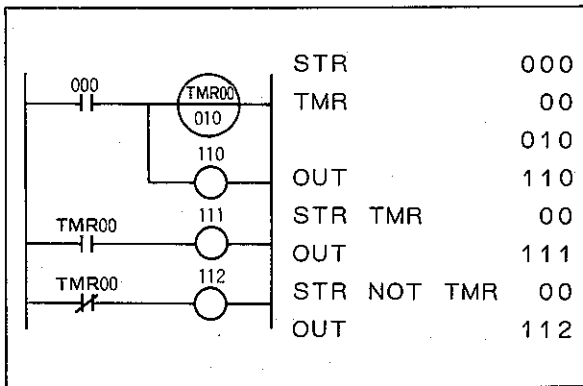 000
TMR00
010
110
TMR00
111
TMR00
112
STR 000
TMR 00
010
OUT 110
STR TMR 00
OUT 111
STR NOT TMR 00
OUT 112